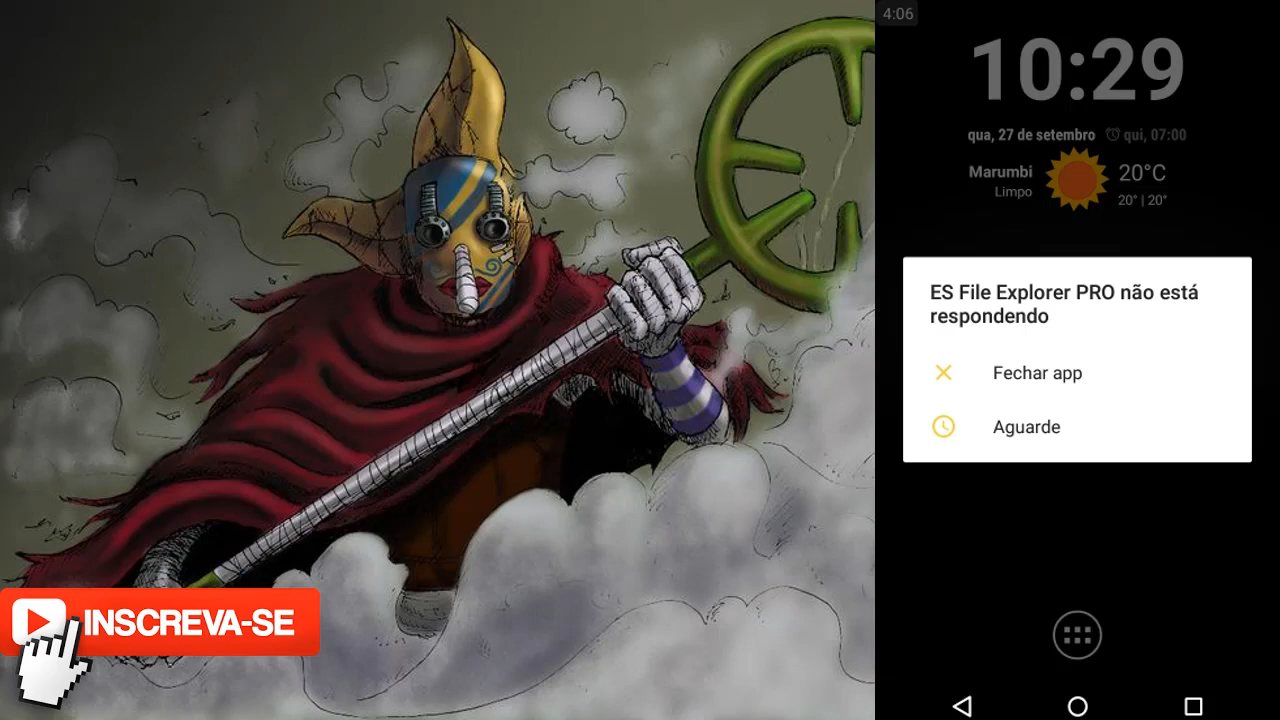 INSCREVA-SE
4:06
10:29
qua, 27 de setembro qui, 07:00
Marumbi 20°C
Limpo 20° | 20°
ES File Explorer PRO não está
respondendo
Fechar app
Aguarde